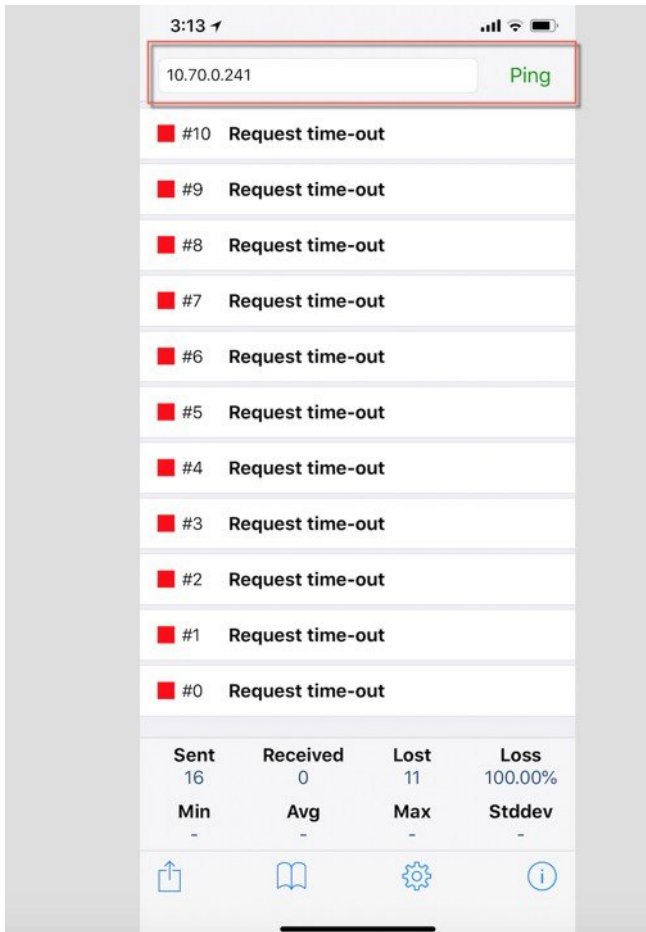 3:13
10.70.0.241 Ping
#10 Request time-out
#9 Request time-out
#8 Request time-out
#7 Request time-out
#6 Request time-out
#5 Request time-out
#4 Request time-out
#3 Request time-out
#2 Request time-out
#1 Request time-out
#0 Request time-out
Sent Received Lost Loss
16 0 11 100.00%
Min Avg Max Stddev
- - - -